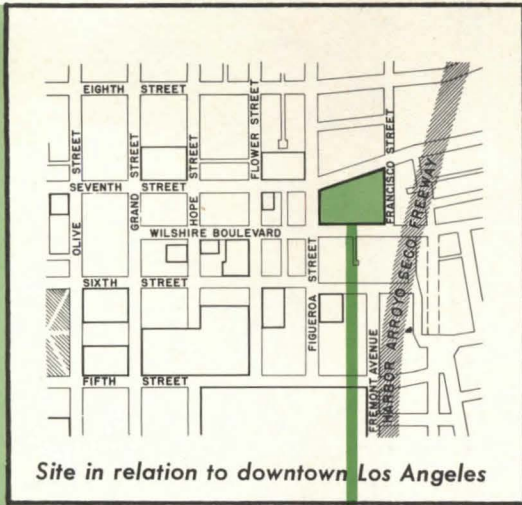 EIGHTH STREET
STREET
STREET
STREET
FLOWER STREET
FRANCISCO STREET
SEVENTH STREET
OLIVE
GRAND
HOPE
WILSHIRE BOULEVARD
STREET
SIXTH STREET
FIGUEROA
FREMONT AVENUE
HARBOR ARROYO SECO FREEWAY
FIFTH STREET
Site in relation to downtown Los Angeles